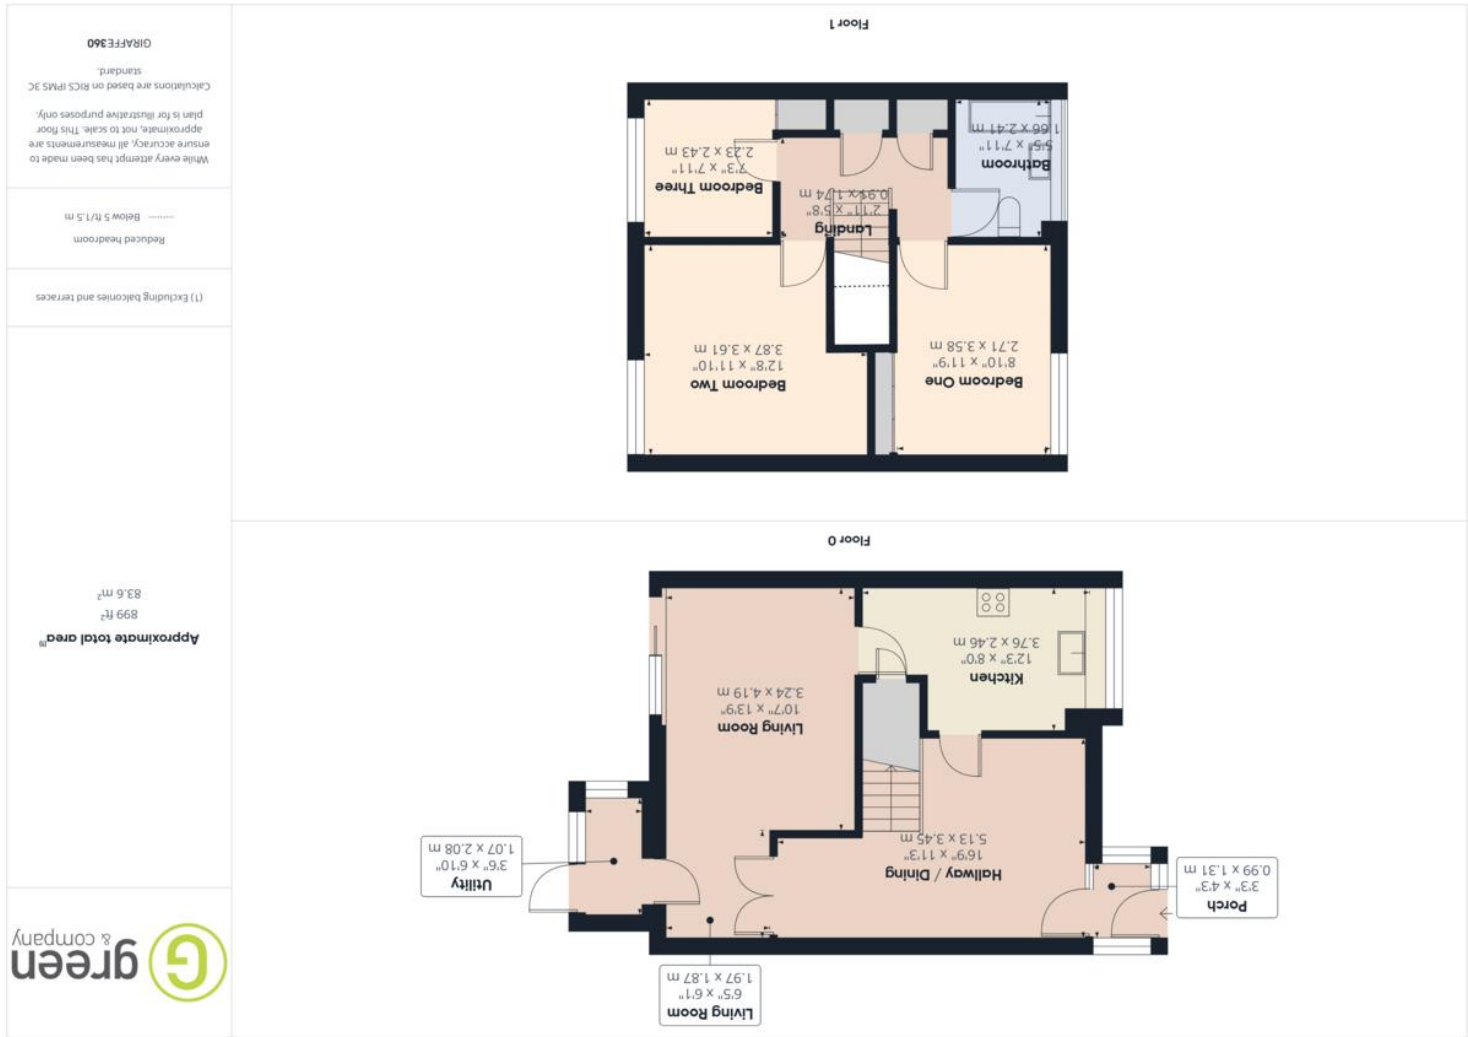 green
& company
Approximate total area⁽¹⁾
899 ft²
83.6 m²
(1) Excluding balconies and terraces
Reduced headroom
Below 5 ft/1.5 m
While every attempt has been made to
ensure accuracy, all measurements are
approximate, not to scale. This floor
plan is for illustrative purposes only.
Calculations are based on RICS IPMS 3C
standard.
GIRAFFE360
Porch
3'3" x 4'3"
0.99 x 1.31 m
Hallway / Dining
16'9" x 11'3"
5.13 x 3.45 m
Living Room
6'5" x 6'1"
1.97 x 1.87 m
Utility
3'6" x 6'10"
1.07 x 2.08 m
Kitchen
12'3" x 8'0"
3.76 x 2.46 m
Living Room
10'7" x 13'9"
3.24 x 4.19 m
Floor 0
Bedroom One
8'10" x 11'9"
2.71 x 3.58 m
Bedroom Two
12'8" x 11'10"
3.87 x 3.61 m
Landing
2'11" x 5'8"
0.91 x 1.74 m
Bathroom
5'5" x 7'11"
1.66 x 2.41 m
Bedroom Three
7'3" x 7'11"
2.23 x 2.43 m
Floor 1